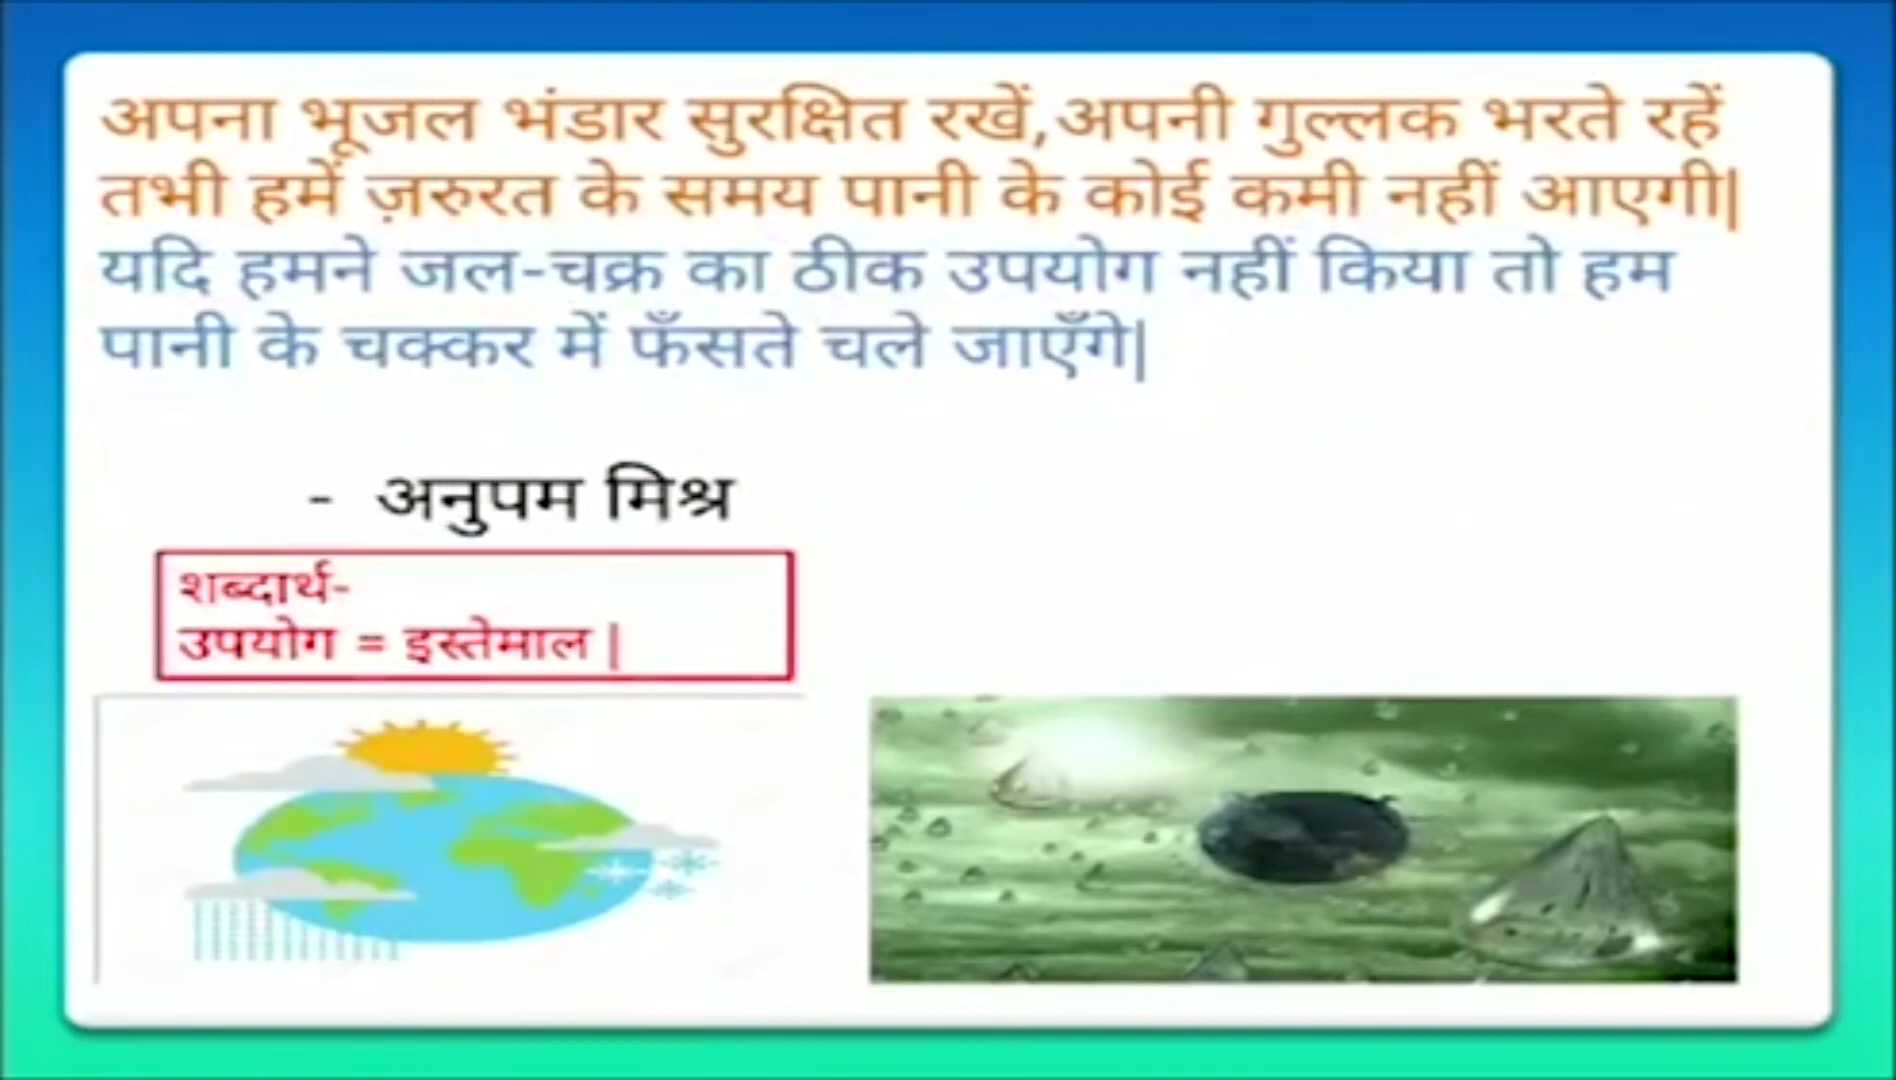 अपना भूजल भंडार सुरक्षित रखें,अपनी गुल्लक भरते रहें
तभी हमें ज़रुरत के समय पानी के कोई कमी नहीं आएगी|
यदि हमने जल-चक्र का ठीक उपयोग नहीं किया तो हम
पानी के चक्कर में फँसते चले जाएँगे|
- अनुपम मिश्र
शब्दार्थ-
उपयोग = इस्तेमाल |